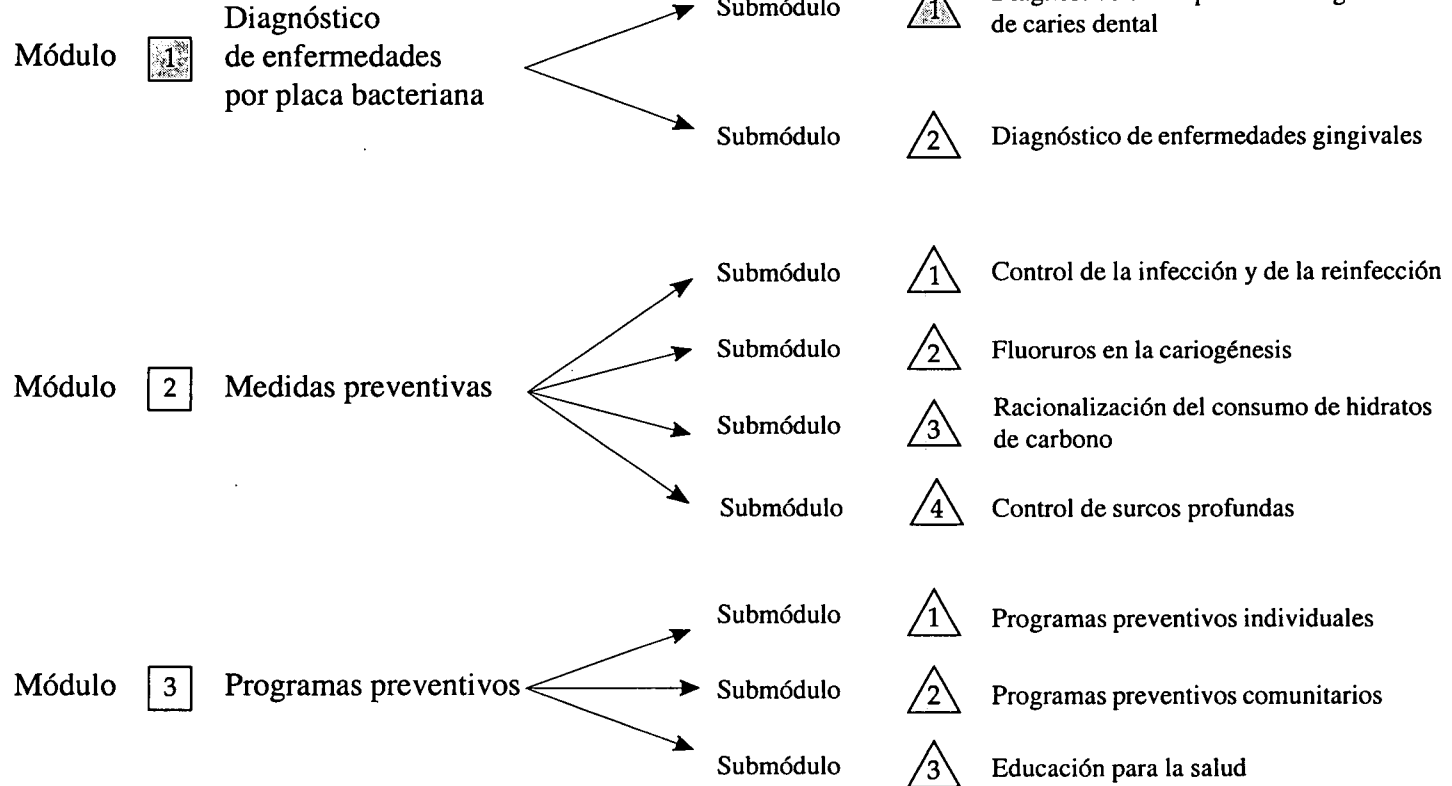 Submódulo 1
de caries dental
Módulo 1 Diagnóstico
de enfermedades
por placa bacteriana
Submódulo 2 Diagnóstico de enfermedades gingivales
Módulo 2 Medidas preventivas
Submódulo 1 Control de la infección y de la reinfección
Submódulo 2 Fluoruros en la cariogénesis
Submódulo 3 Racionalización del consumo de hidratos
de carbono
Submódulo 4 Control de surcos profundas
Módulo 3 Programas preventivos
Submódulo 1 Programas preventivos individuales
Submódulo 2 Programas preventivos comunitarios
Submódulo 3 Educación para la salud